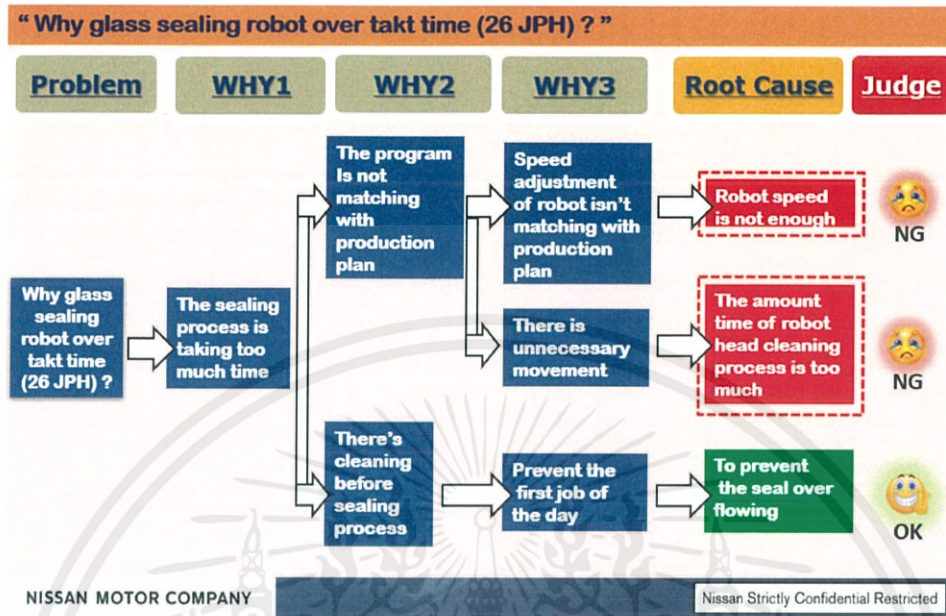 “ Why glass sealing robot over takt time (26 JPH) ? ”
Problem
WHY1
WHY2
WHY3
Root Cause
Judge
Why glass
sealing
robot over
takt time
(26 JPH) ?
The sealing
process is
taking too
much time
The program
Is not
matching
with
production
plan
Speed
adjustment
of robot isn't
matching with
production
plan
Robot speed
is not enough
NG
There is
unnecessary
movement
The amount
time of robot
head cleaning
process is too
much
NG
There's
cleaning
before
sealing
process
Prevent the
first job of
the day
To prevent
the seal over
flowing
OK
NISSAN MOTOR COMPANY
Nissan Strictly Confidential Restricted